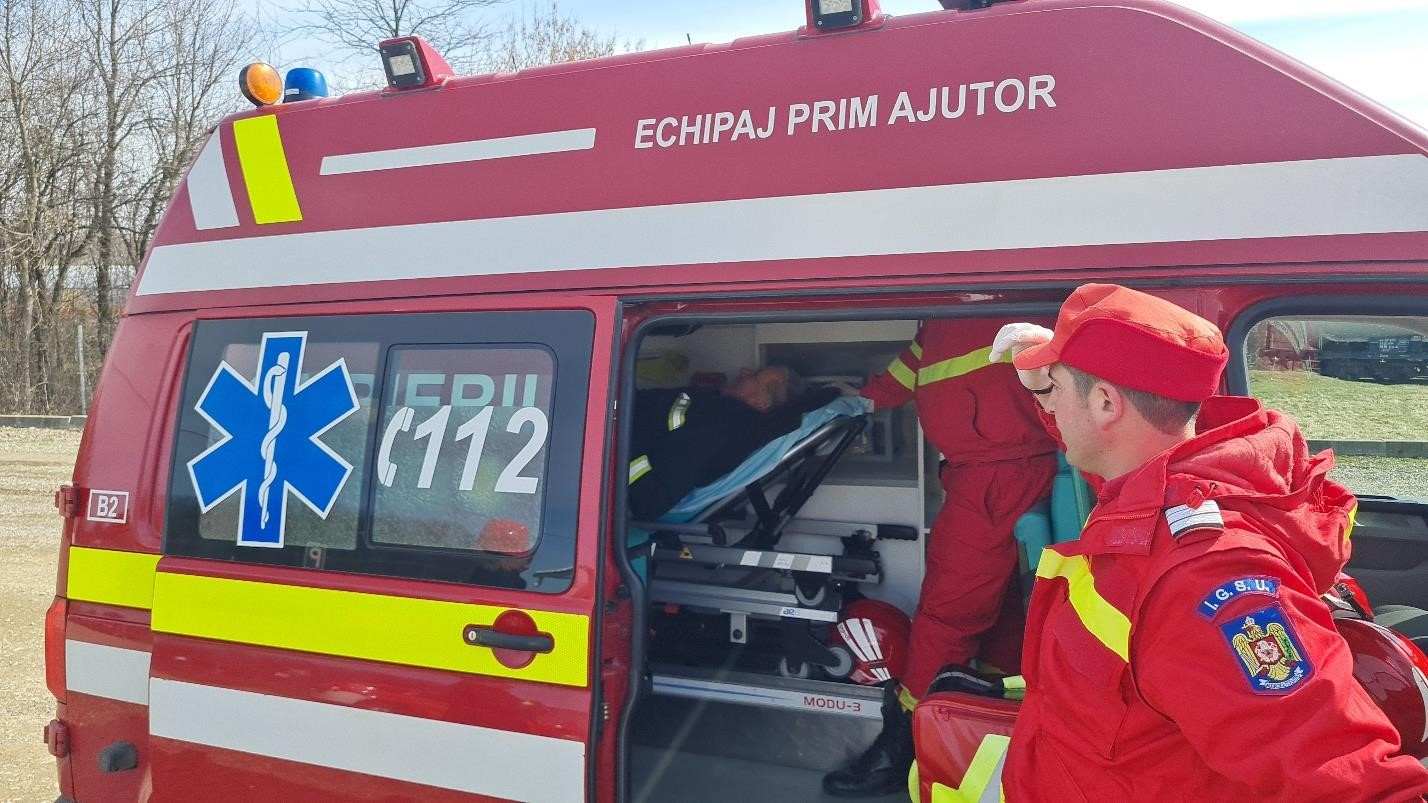 ECHIPAJ PRIM AJUTOR
112
B2
I.G.S.U.
MODU-3